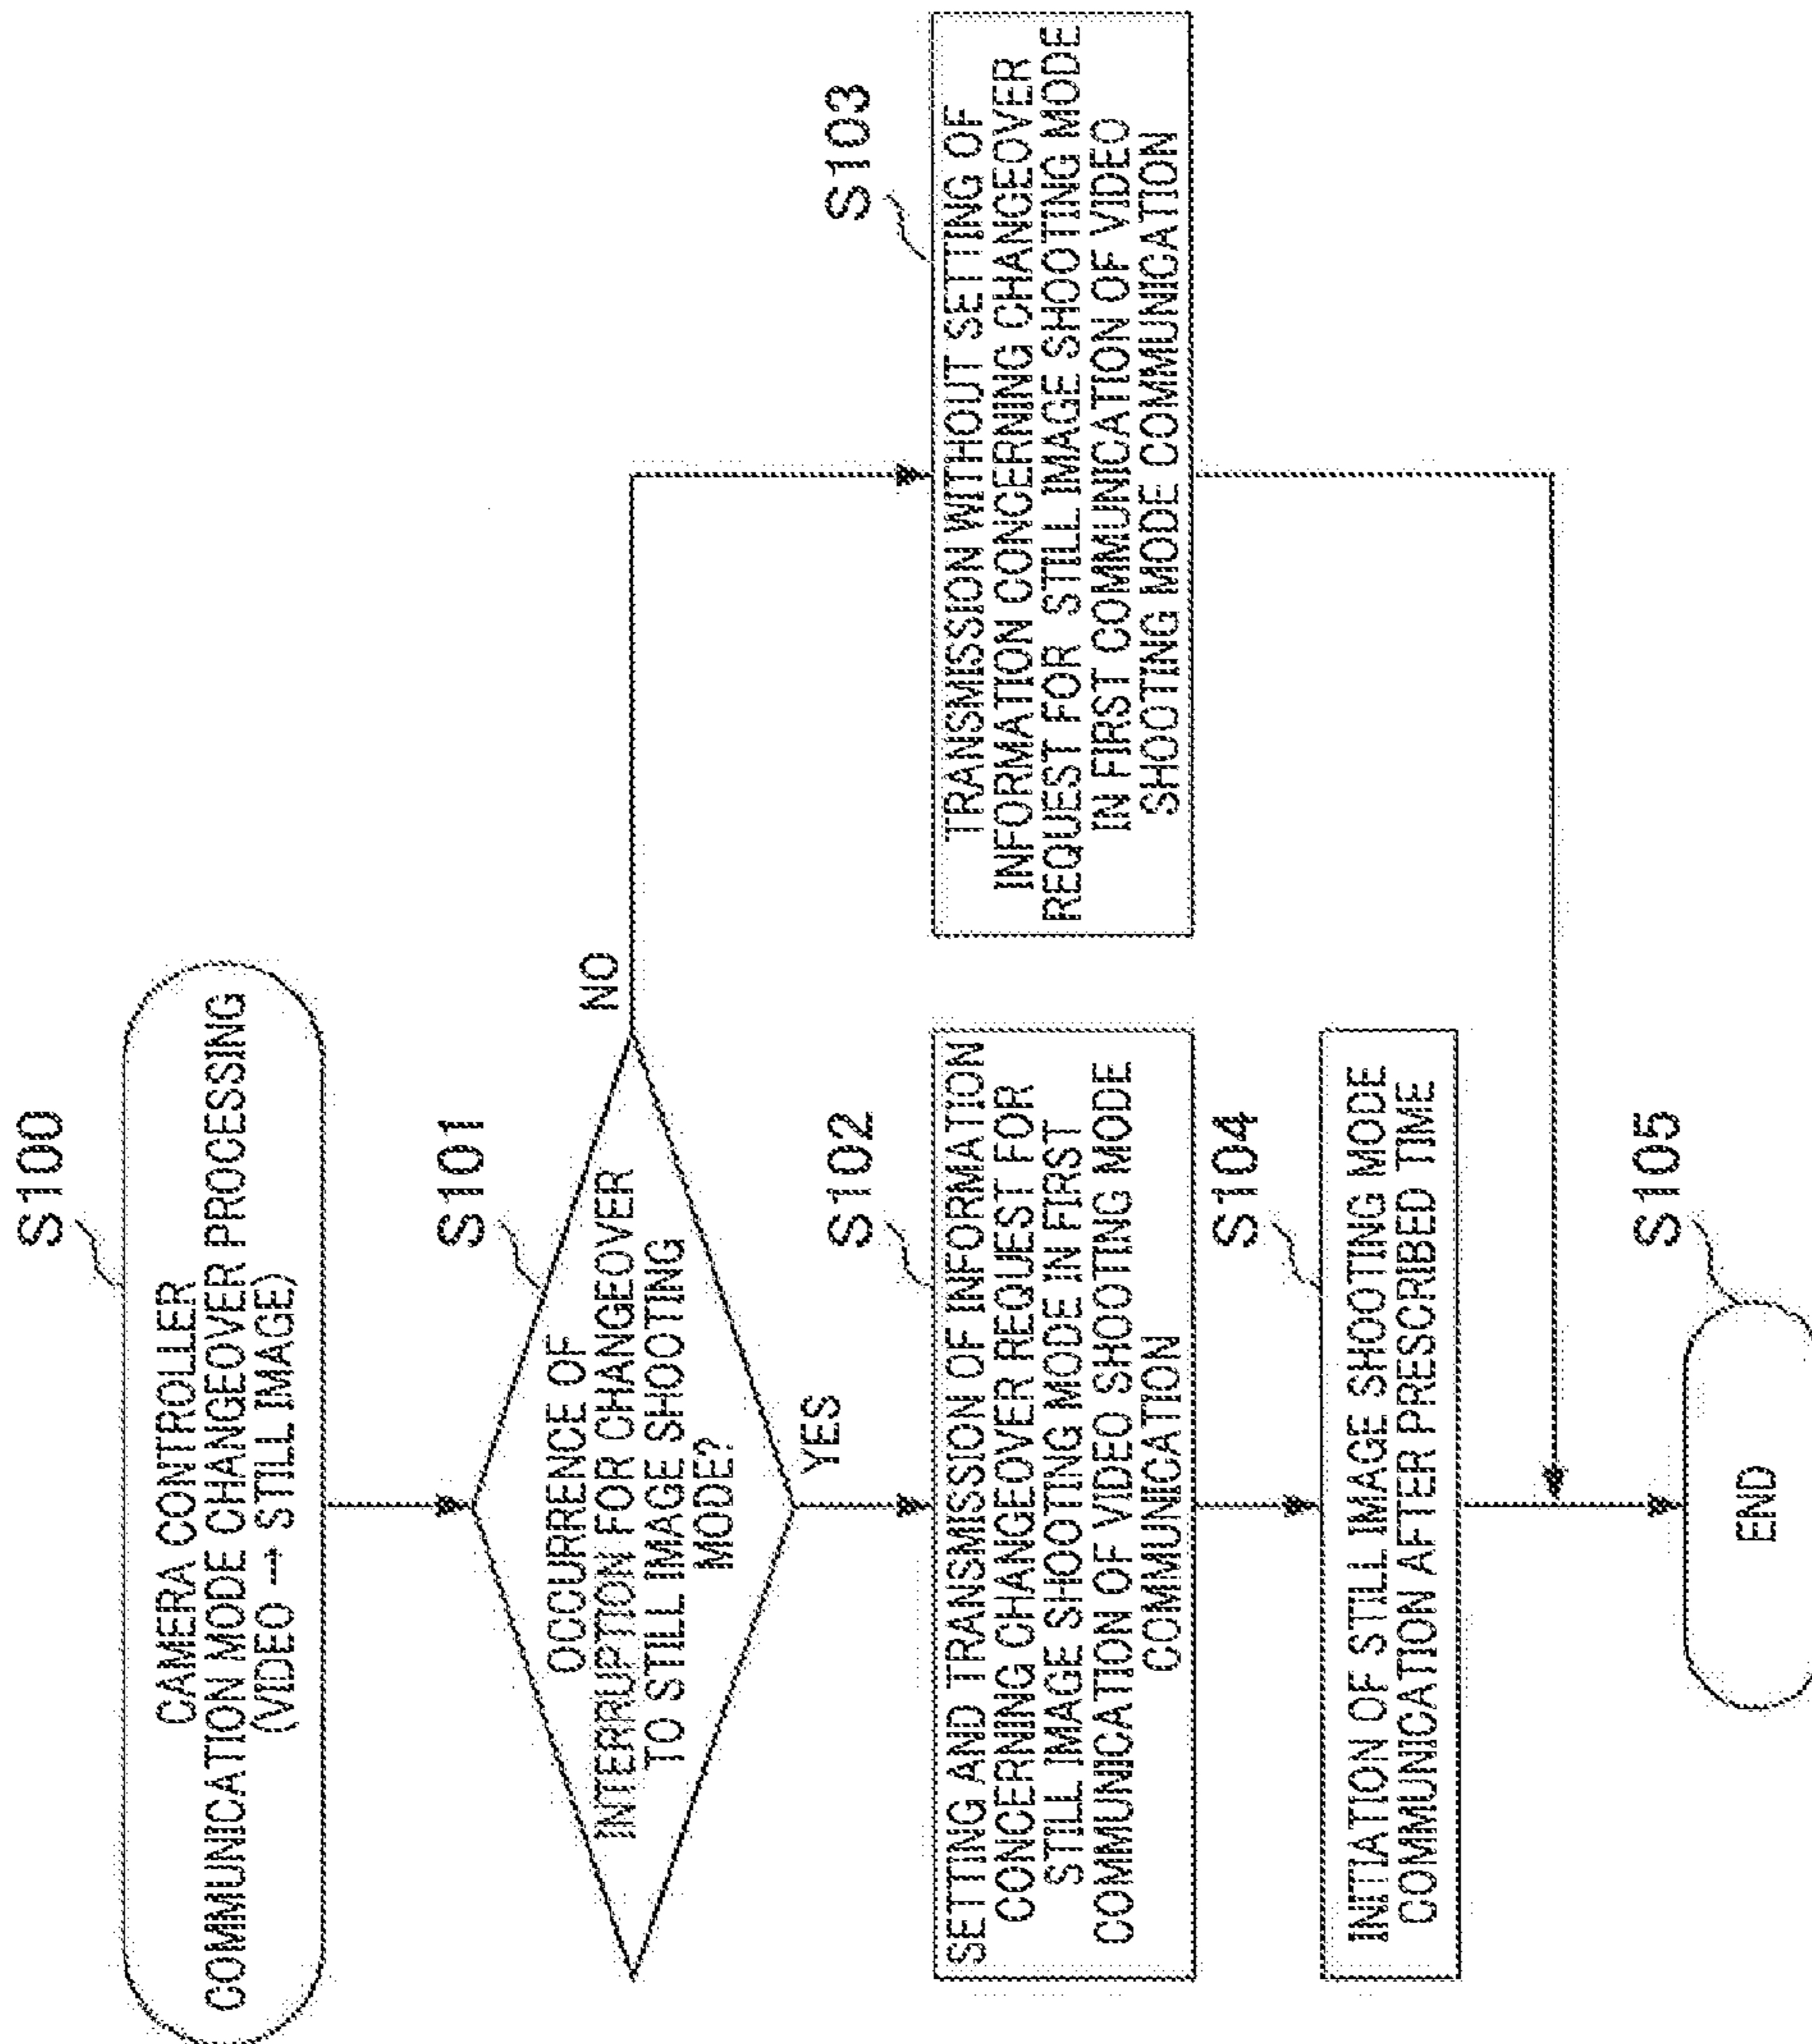 S100
CAMERA CONTROLLER
COMMUNICATION MODE CHANGEOVER PROCESSING
(VIDEO → STILL IMAGE)
S101
OCCURRENCE OF
INTERRUPTION FOR CHANGEOVER
TO STILL IMAGE SHOOTING
MODE?
NO
YES
S102
SETTING AND TRANSMISSION OF INFORMATION
CONCERNING CHANGEOVER REQUEST FOR
STILL IMAGE SHOOTING MODE IN FIRST
COMMUNICATION OF VIDEO SHOOTING MODE
COMMUNICATION
S103
TRANSMISSION WITHOUT SETTING OF
INFORMATION CONCERNING CHANGEOVER
REQUEST FOR STILL IMAGE SHOOTING MODE
IN FIRST COMMUNICATION OF VIDEO
SHOOTING MODE COMMUNICATION
S104
INITIATION OF STILL IMAGE SHOOTING MODE
COMMUNICATION AFTER PRESCRIBED TIME
S105
END